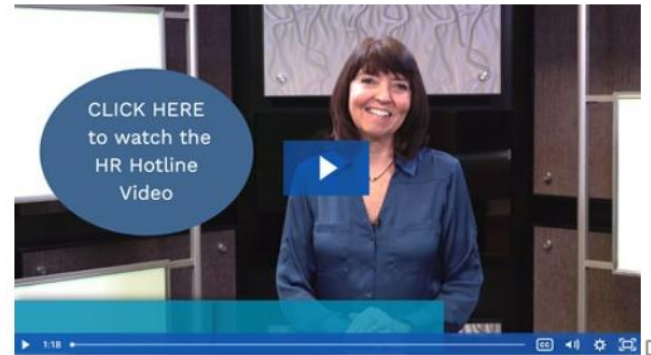 CLICK HERE
to watch the
HR Hotline
Video
1:18
CC